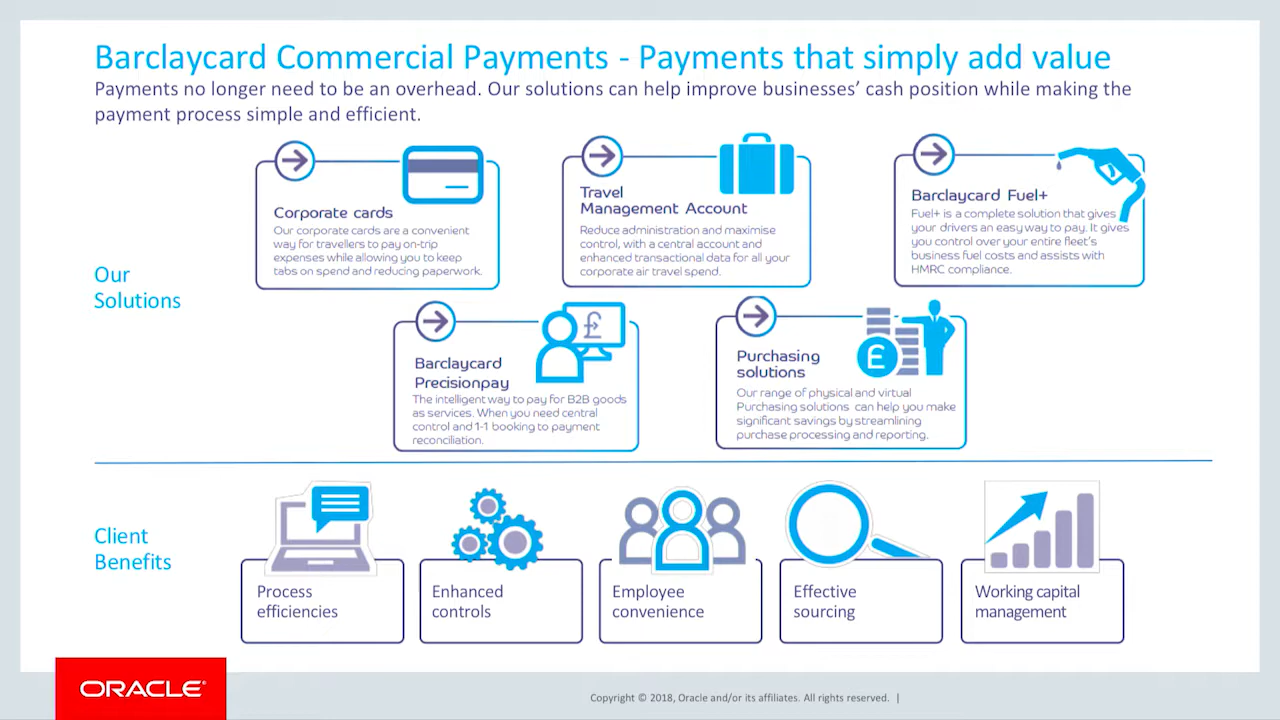 Barclaycard Commercial Payments - Payments that simply add value
Payments no longer need to be an overhead. Our solutions can help improve businesses' cash position while making the
payment process simple and efficient.
Our
Solutions
Corporate cards
Our corporate cards are a convenient
way for travellers to pay on-trip
expenses while allowing you to keep
tabs on spend and reducing paperwork.
Travel
Management Account
Reduce administration and maximise
control, with a central account and
enhanced transactional data for all your
corporate air travel spend.
Barclaycard Fuel+
Fuel+ is a complete solution that gives
your drivers an easy way to pay. It gives
you control over your entire fleet's
business fuel costs and assists with
HMRC compliance.
£
Barclaycard
Precisionpay
The intelligent way to pay for B2B goods
as services. When you need central
control and 1-1 booking to payment
reconciliation.
£
Purchasing
solutions
Our range of physical and virtual
Purchasing solutions can help you make
significant savings by streamlining
purchase processing and reporting.
Client
Benefits
Process
efficiencies
Enhanced
controls
Employee
convenience
Effective
sourcing
Working capital
management
ORACLE®
Copyright © 2018, Oracle and/or its affiliates. All rights reserved. |